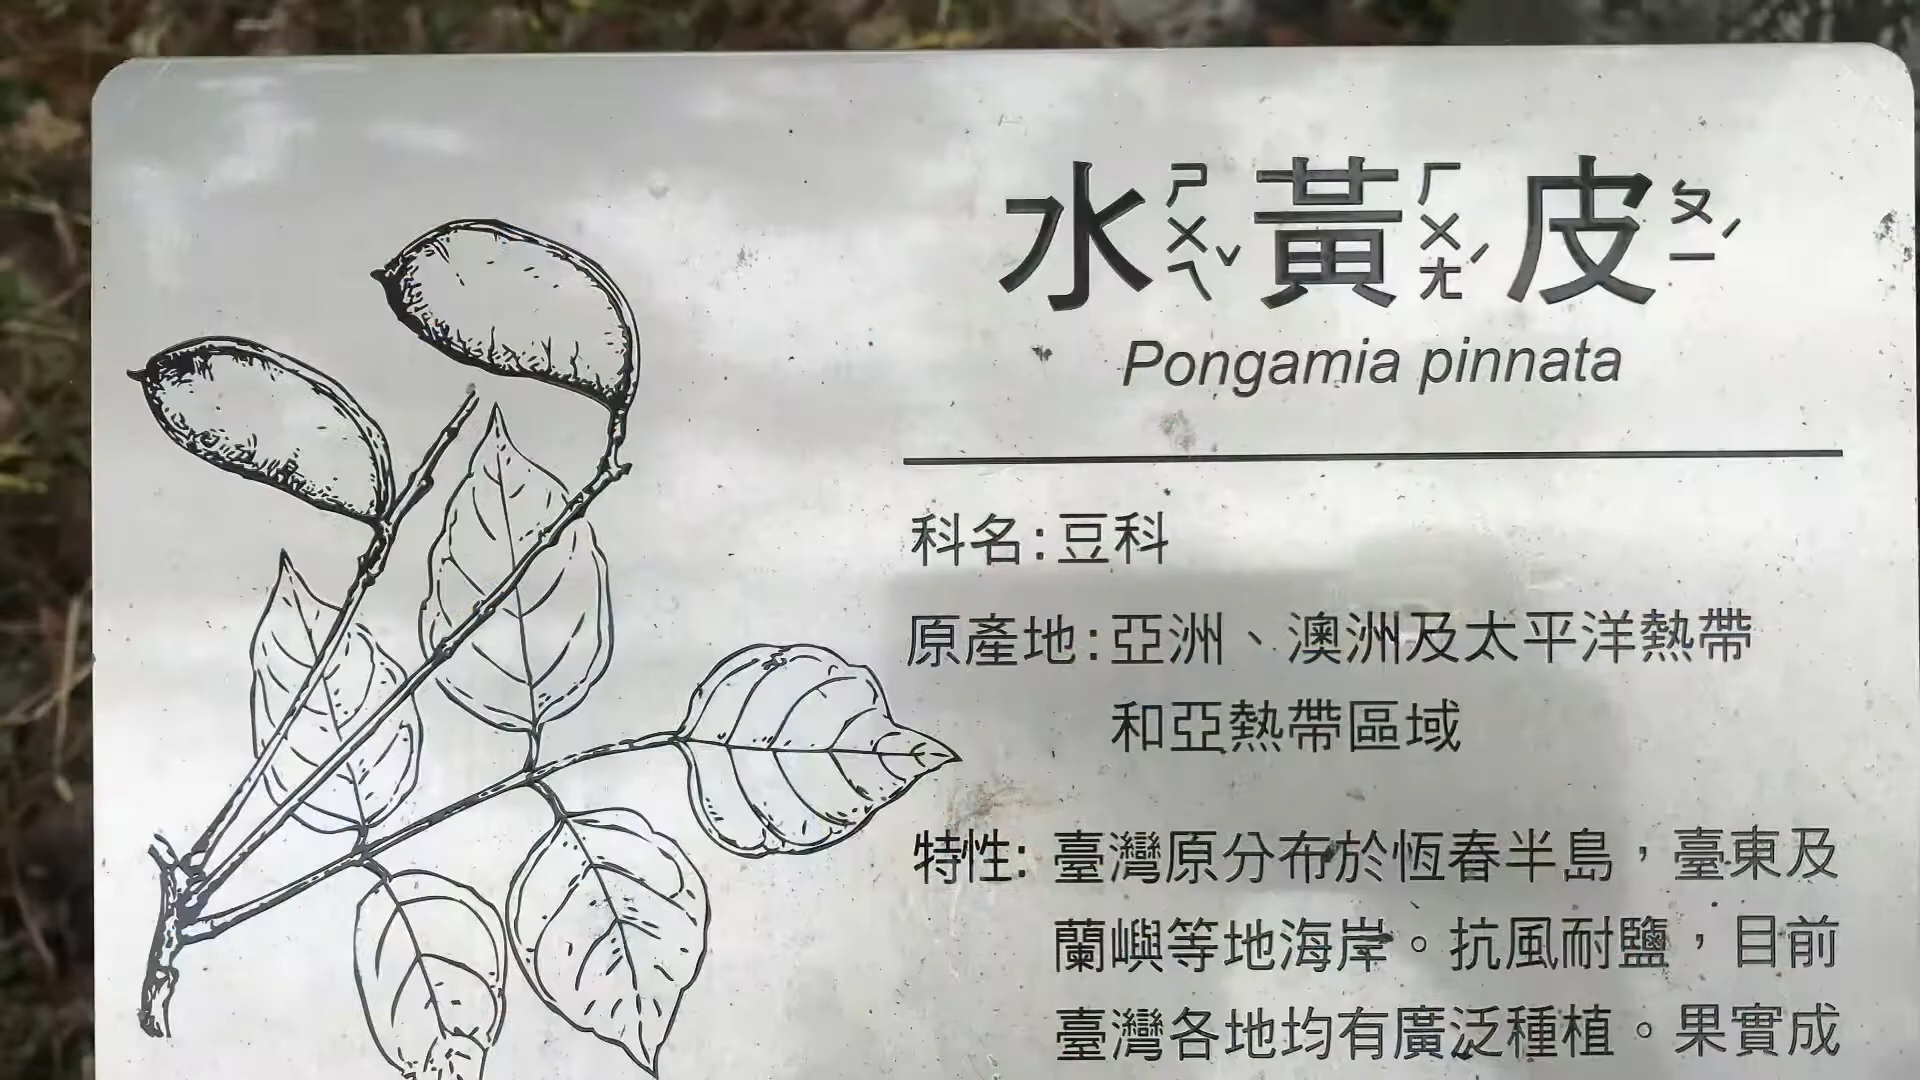 水ㄕㄨㄟˇ黃ㄏㄨㄤˊ皮ㄆㄧˊ
Pongamia pinnata
科名:豆科
原產地:亞洲、澳洲及太平洋熱帶
和亞熱帶區域
特性:臺灣原分布於恆春半島,臺東及
蘭嶼等地海岸。抗風耐鹽,目前
臺灣各地均有廣泛種植。果實成